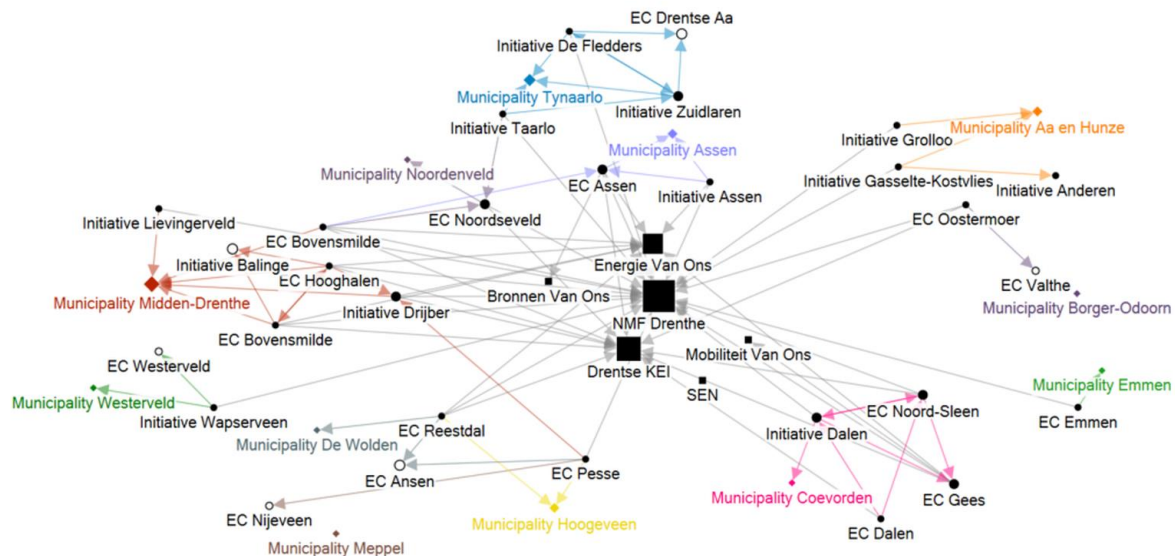 EC Drentse Aa
Initiative De Fledders
Municipality Tynaarlo
Initiative Zuidlaren
Initiative Taarlo
Initiative Grolloo
Municipality Aa en Hunze
Municipality Assen
Municipality Noordenveld
EC Assen
Initiative Assen
Initiative Gasselte-Kostvlies
Initiative Anderen
EC Noordseveld
EC Oostermoer
Initiative Lievingerveld
EC Bovensmilde
Initiative Balinge
Energie Van Ons
EC Hooghalen
Bronnen Van Ons
EC Valthe
Municipality Midden-Drenthe
Initiative Drijber
NMF Drenthe
Municipality Borger-Odoorn
EC Bovensmilde
Mobiliteit Van Ons
EC Westerveld
Drentse KEI
Municipality Westerveld
SEN
Municipality Emmen
Initiative Wapserveen
EC Noord-Sleen
EC Emmen
Municipality De Wolden
EC Reestdal
Initiative Dalen
EC Ansen
EC Pesse
Municipality Coevorden
EC Gees
EC Nijeveen
Municipality Hoogeveen
EC Dalen
Municipality Meppel